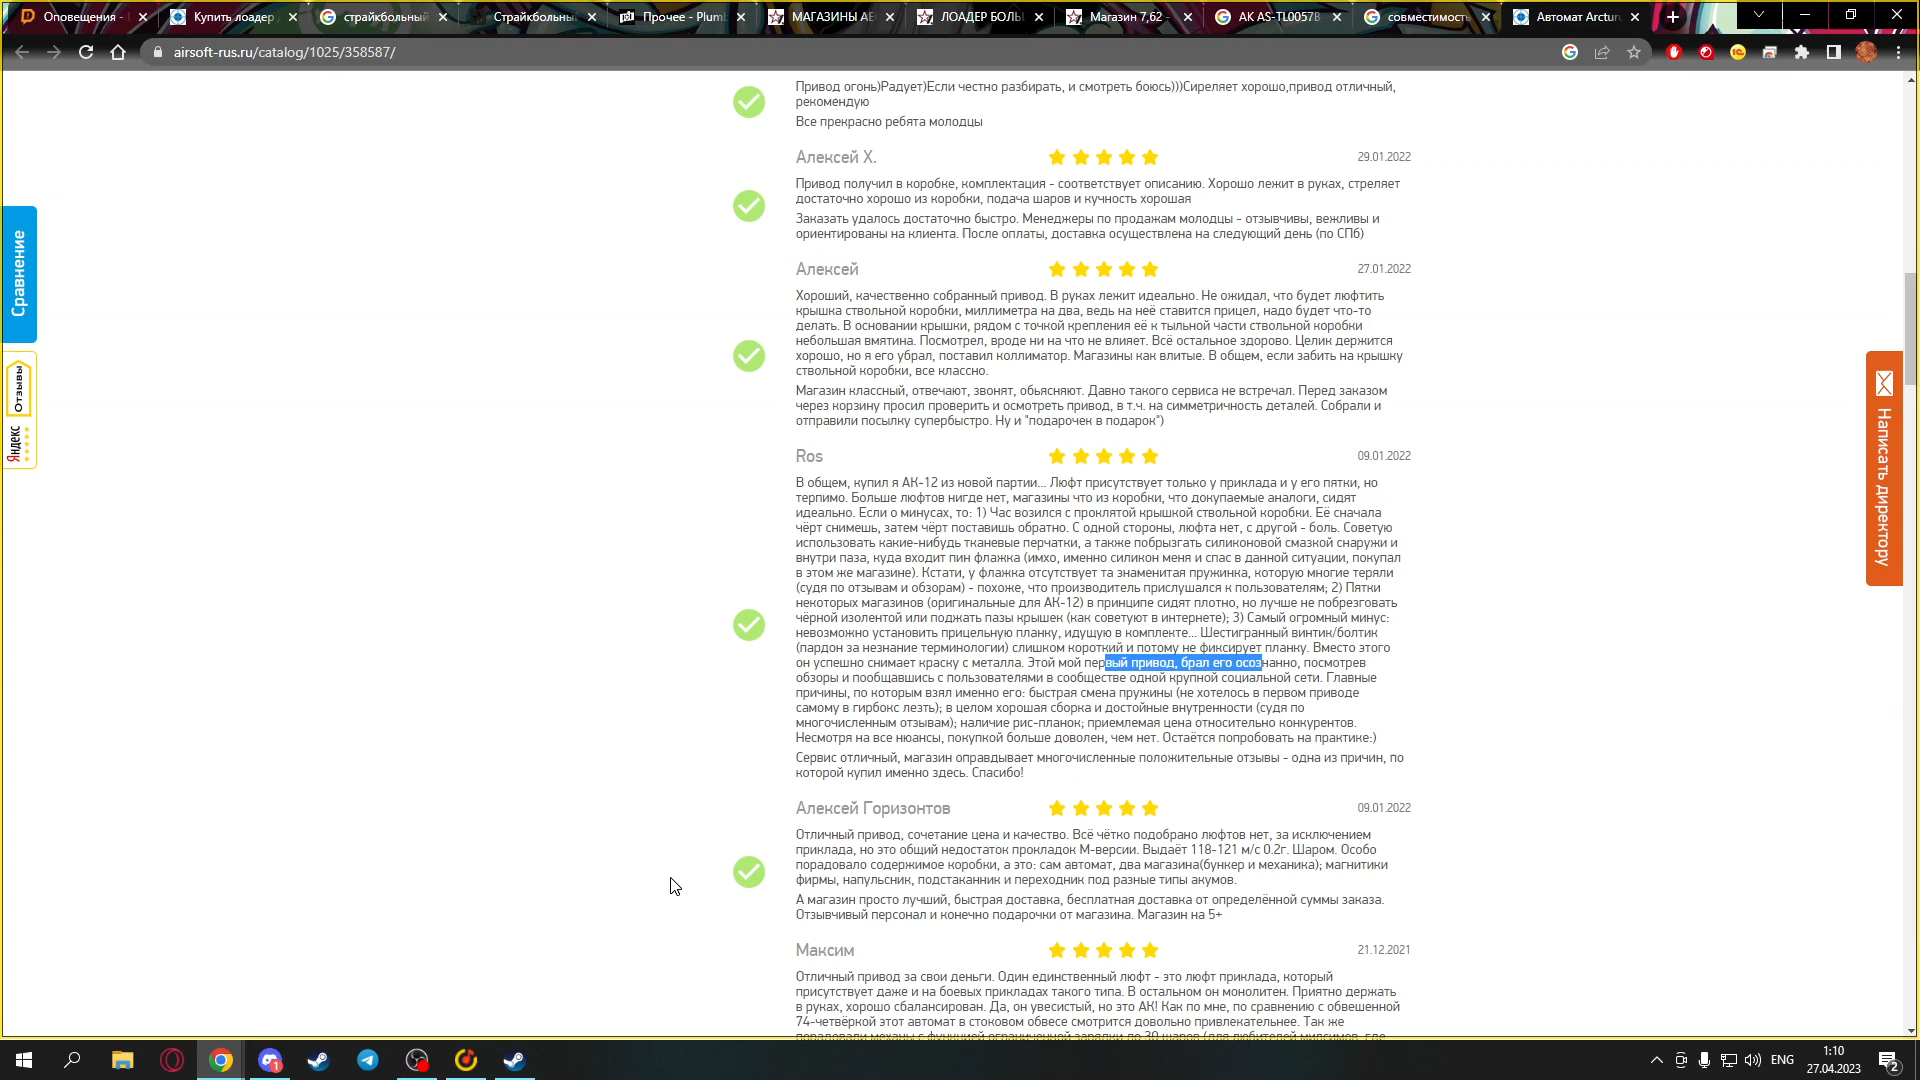 Оповещения -
Купить лоадер
страйкбольный
Страйкбольны
Прочее - Plumb
МАГАЗИНЫ AEG
ЛОАДЕР БОЛЬ
Магазин 7,62 -
AK AS-TL0057B
совместимость
Автомат Arctur
airsoft-rus.ru/catalog/1025/358587/
Привод огонь)Радует)Если честно разбирать, и смотреть боюсь)))Сиреляет хорошо,привод отличный,
рекомендую
Все прекрасно ребята молодцы
Алексей Х.
29.01.2022
Привод получил в коробке, комплектация - соответствует описанию. Хорошо лежит в руках, стреляет
достаточно хорошо из коробки, подача шаров и кучность хорошая
Заказать удалось достаточно быстро. Менеджеры по продажам молодцы - отзывчивы, вежливы и
ориентированы на клиента. После оплаты, доставка осуществлена на следующий день (по СПб)
Алексей
27.01.2022
Хороший, качественно собранный привод. В руках лежит идеально. Не ожидал, что будет люфтить
крышка ствольной коробки, миллиметра на два, ведь на неё ставится прицел, надо будет что-то
делать. В основании крышки, рядом с точкой крепления её к тыльной части ствольной коробки
небольшая вмятина. Посмотрел, вроде ни на что не влияет. Всё остальное здорово. Целик держится
хорошо, но я его убрал, поставил коллиматор. Магазины как влитые. В общем, если забить на крышку
ствольной коробки, все классно.
Магазин классный, отвечают, звонят, обьясняют. Давно такого сервиса не встречал. Перед заказом
через корзину просил проверить и осмотреть привод, в т.ч. на симметричность деталей. Собрали и
отправили посылку супербыстро. Ну и "подарочек в подарок")
Ros
09.01.2022
В общем, купил я АК-12 из новой партии... Люфт присутствует только у приклада и у его пятки, но
терпимо. Больше люфтов нигде нет, магазины что из коробки, что докупаемые аналоги, сидят
идеально. Если о минусах, то: 1) Час возился с проклятой крышкой ствольной коробки. Её сначала
чёрт снимешь, затем чёрт поставишь обратно. С одной стороны, люфта нет, с другой - боль. Советую
использовать какие-нибудь тканевые перчатки, а также побрызгать силиконовой смазкой снаружи и
внутри паза, куда входит пин флажка (имхо, именно силикон меня и спас в данной ситуации, покупал
в этом же магазине). Кстати, у флажка отсутствует та знаменитая пружинка, которую многие теряли
(судя по отзывам и обзорам) - похоже, что производитель прислушался к пользователям; 2) Пятки
некоторых магазинов (оригинальные для АК-12) в принципе сидят плотно, но лучше не побрезговать
чёрной изолентой или поджать пазы крышек (как советуют в интернете); 3) Самый огромный минус:
невозможно установить прицельную планку, идущую в комплекте... Шестигранный винтик/болтик
(пардон за незнание терминологии) слишком короткий и потому не фиксирует планку. Вместо этого
он успешно снимает краску с металла. Этой мой первый привод, брал его осознанно, посмотрев
обзоры и пообщавшись с пользователями в сообществе одной крупной социальной сети. Главные
причины, по которым взял именно его: быстрая смена пружины (не хотелось в первом приводе
самому в гирбокс лезть); в целом хорошая сборка и достойные внутренности (судя по
многочисленным отзывам); наличие рис-планок; приемлемая цена относительно конкурентов.
Несмотря на все нюансы, покупкой больше доволен, чем нет. Остаётся попробовать на практике:)
Сервис отличный, магазин оправдывает многочисленные положительные отзывы - одна из причин, по
которой купил именно здесь. Спасибо!
Алексей Горизонтов
09.01.2022
Отличный привод, сочетание цена и качество. Всё чётко подобрано люфтов нет, за исключением
приклада, но это общий недостаток прокладок М-версии. Выдаёт 118-121 м/с 0.2г. Шаром. Особо
порадовало содержимое коробки, а это: сам автомат, два магазина(бункер и механика); магнитики
фирмы, напульсник, подстаканник и переходник под разные типы акумов.
А магазин просто лучший, быстрая доставка, бесплатная доставка от определённой суммы заказа.
Отзывчивый персонал и конечно подарочки от магазина. Магазин на 5+
Максим
21.12.2021
Отличный привод за свои деньги. Один единственный люфт - это люфт приклада, который
присутствует даже и на боевых прикладах такого типа. В остальном он монолитен. Приятно держать
в руках, хорошо сбалансирован. Да, он увесистый, но это АК! Как по мне, по сравнению с обвешенной
74-четвёркой этот автомат в стоковом обвесе смотрится довольно привлекательнее. Так же
порадовали механы с функцией ограниченной зарядки до 30 шаров (для любителей милсимов, где
Сравнение
Отзывы
Яндекс
Написать директору
ENG
1:10
27.04.2023
2